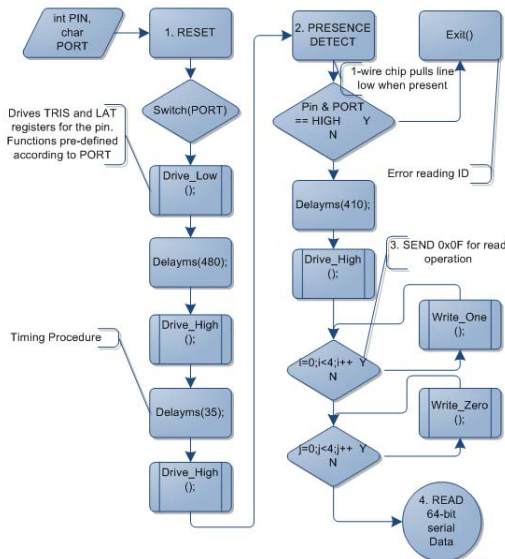 int PIN,
char
PORT
1. RESET
Switch(PORT)
Drives TRIS and LAT
registers for the pin.
Functions pre-defined
according to PORT
Drive_Low
();
Delayms(480);
Drive_High
();
Timing Procedure
Delayms(35);
Drive_High
();
2. PRESENCE
DETECT
1-wire chip pulls line
low when present
Exit()
Pin & PORT
== HIGH Y
N
Error reading ID
Delayms(410);
Drive_High
();
3. SEND 0x0F for read
operation
i=0;i<4;i++ Y
N
Write_One
();
j=0;j<4;j++ Y
N
Write_Zero
();
4. READ
64-bit
serial
Data